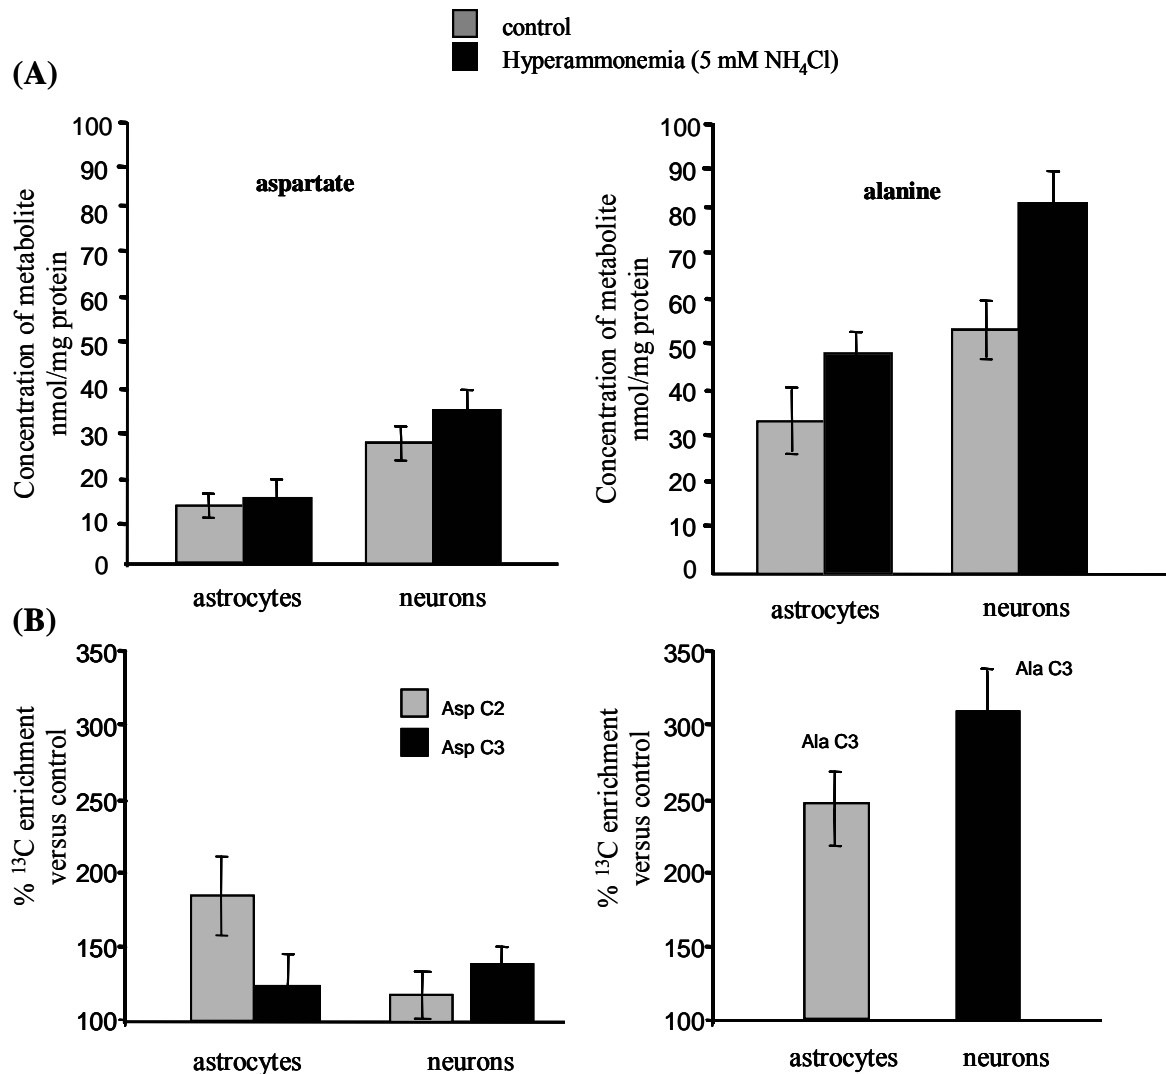 control
Hyperammonemia (5 mM NH₄Cl)
(A)
Concentration of metabolite
nmol/mg protein
100
90
80
70
60
50
40
30
20
10
0
aspartate
astrocytes
neurons
Concentration of metabolite
nmol/mg protein
100
90
80
70
60
50
40
30
20
10
0
alanine
astrocytes
neurons
(B)
% ¹³C enrichment
versus control
350
300
250
200
150
100
Asp C2
Asp C3
astrocytes
neurons
% ¹³C enrichment
versus control
350
300
250
200
150
100
Ala C3
Ala C3
astrocytes
neurons